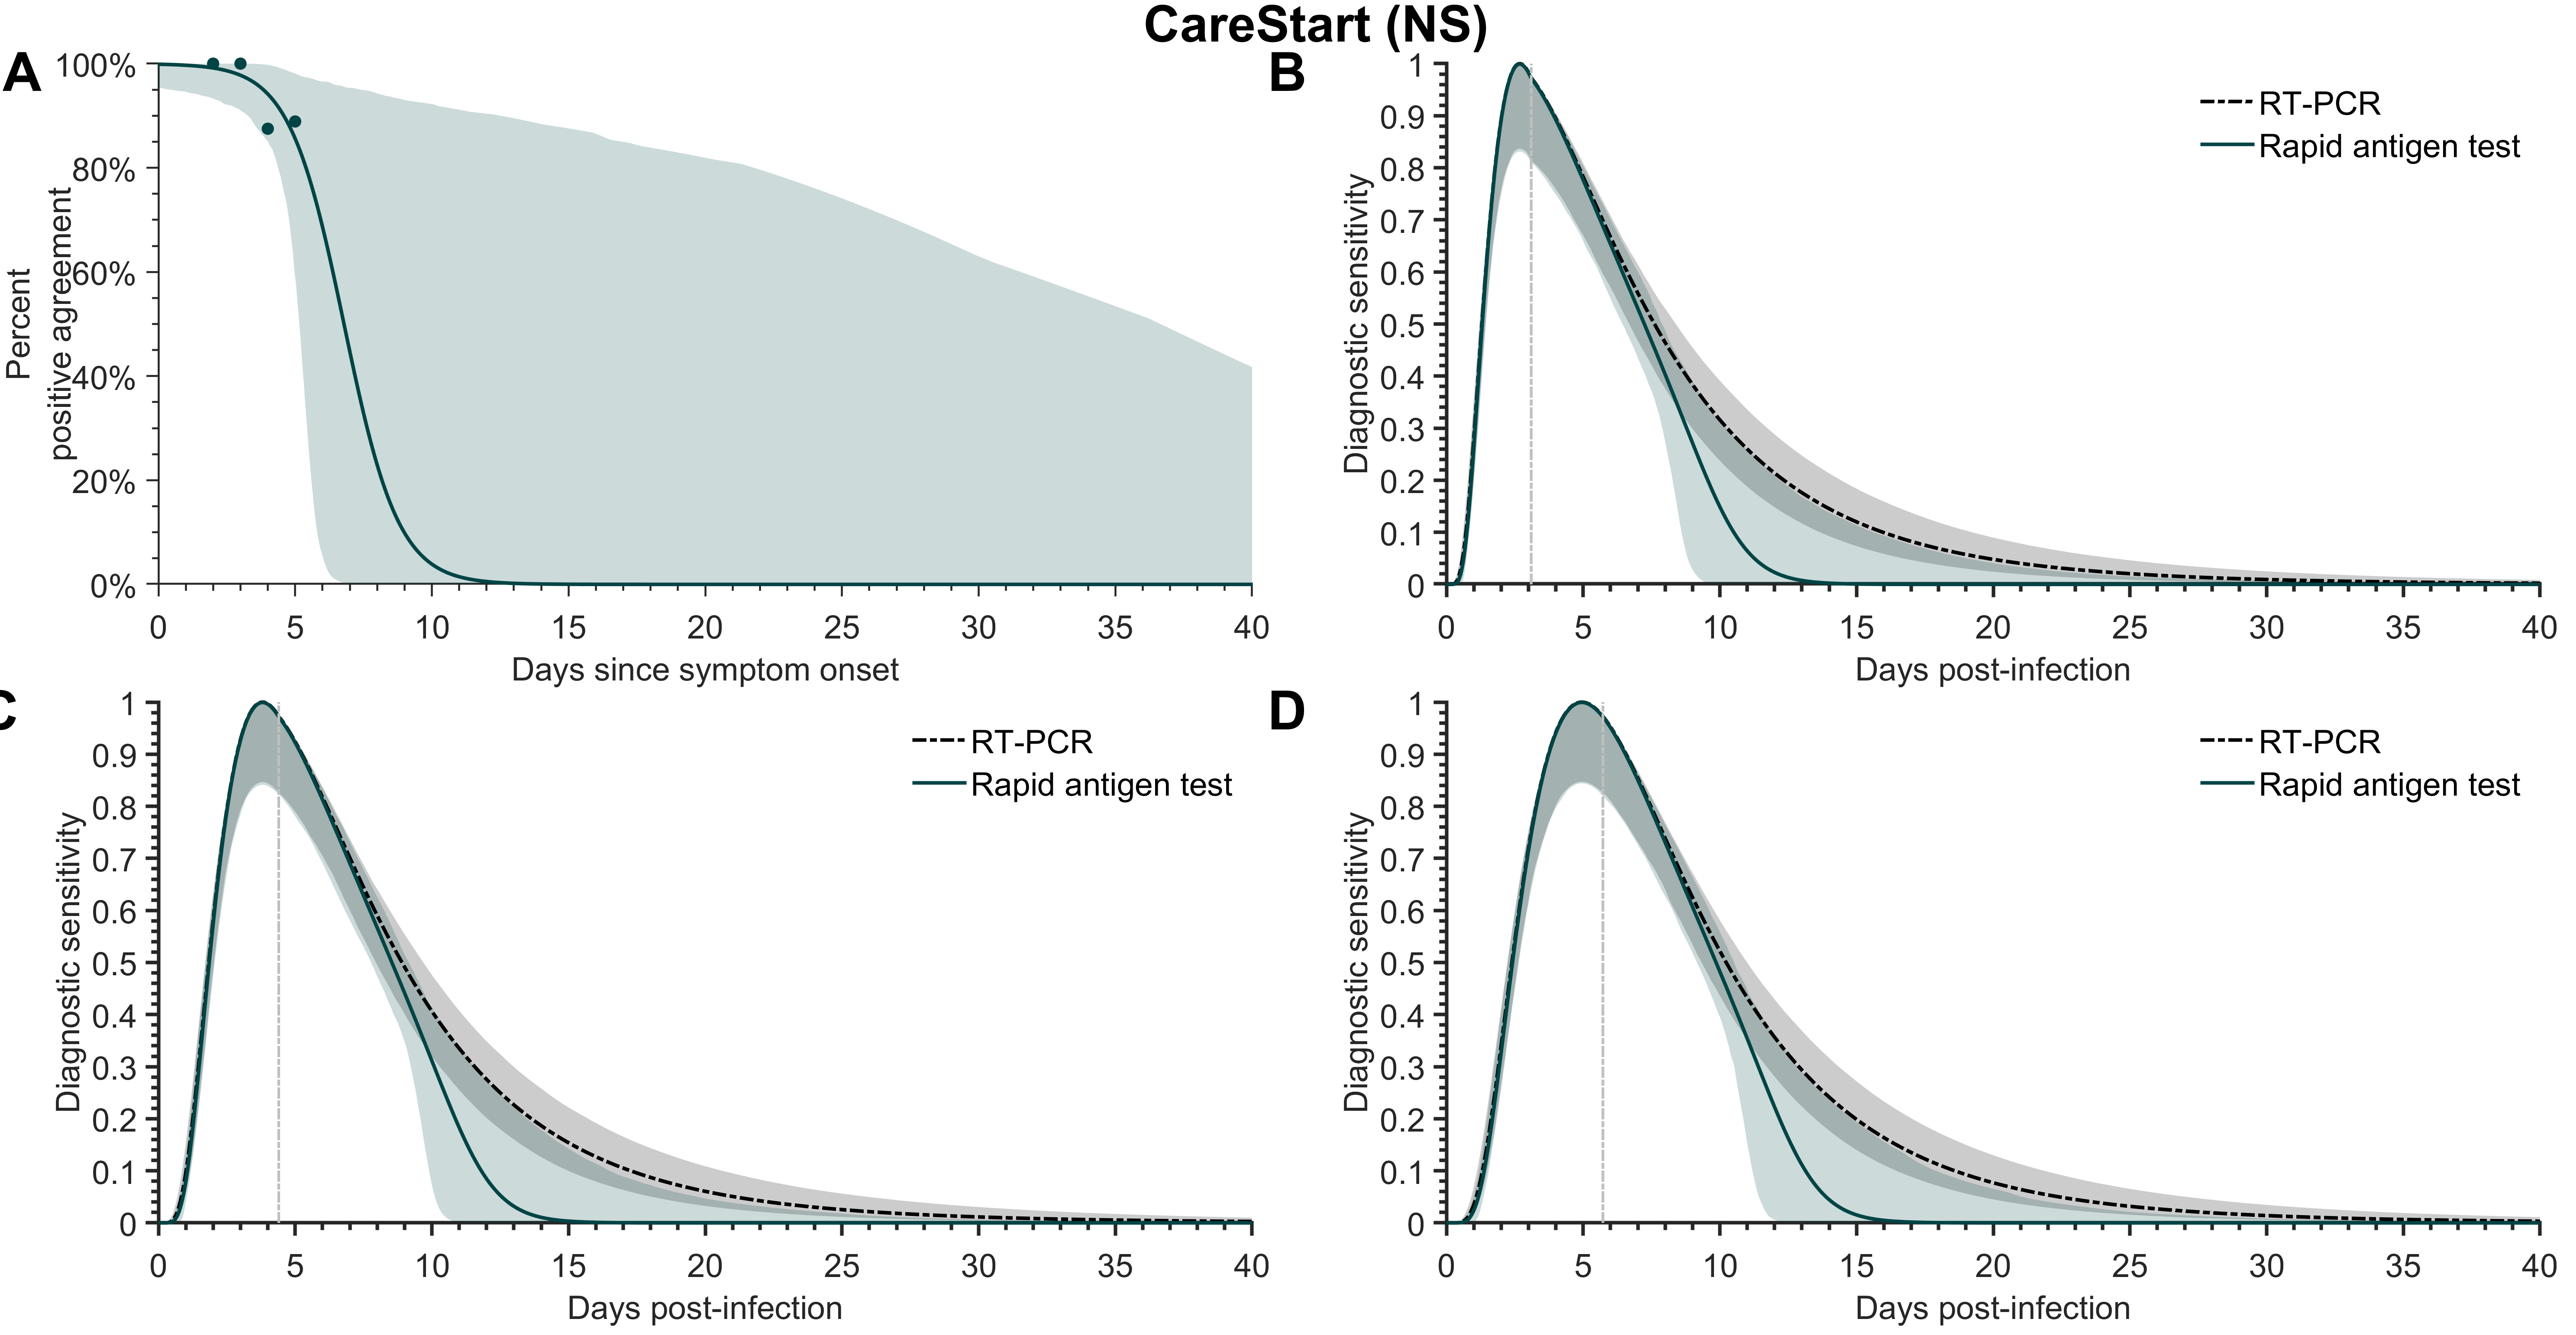 CareStart (NS)
A
100%
80%
60%
40%
20%
0%
Percent
positive agreement
0 5 10 15 20 25 30 35 40
Days since symptom onset
B
1
0.9
0.8
0.7
0.6
0.5
0.4
0.3
0.2
0.1
0
Diagnostic sensitivity
RT-PCR
Rapid antigen test
0 5 10 15 20 25 30 35 40
Days post-infection
C
1
0.9
0.8
0.7
0.6
0.5
0.4
0.3
0.2
0.1
0
Diagnostic sensitivity
RT-PCR
Rapid antigen test
0 5 10 15 20 25 30 35 40
Days post-infection
D
1
0.9
0.8
0.7
0.6
0.5
0.4
0.3
0.2
0.1
0
Diagnostic sensitivity
RT-PCR
Rapid antigen test
0 5 10 15 20 25 30 35 40
Days post-infection